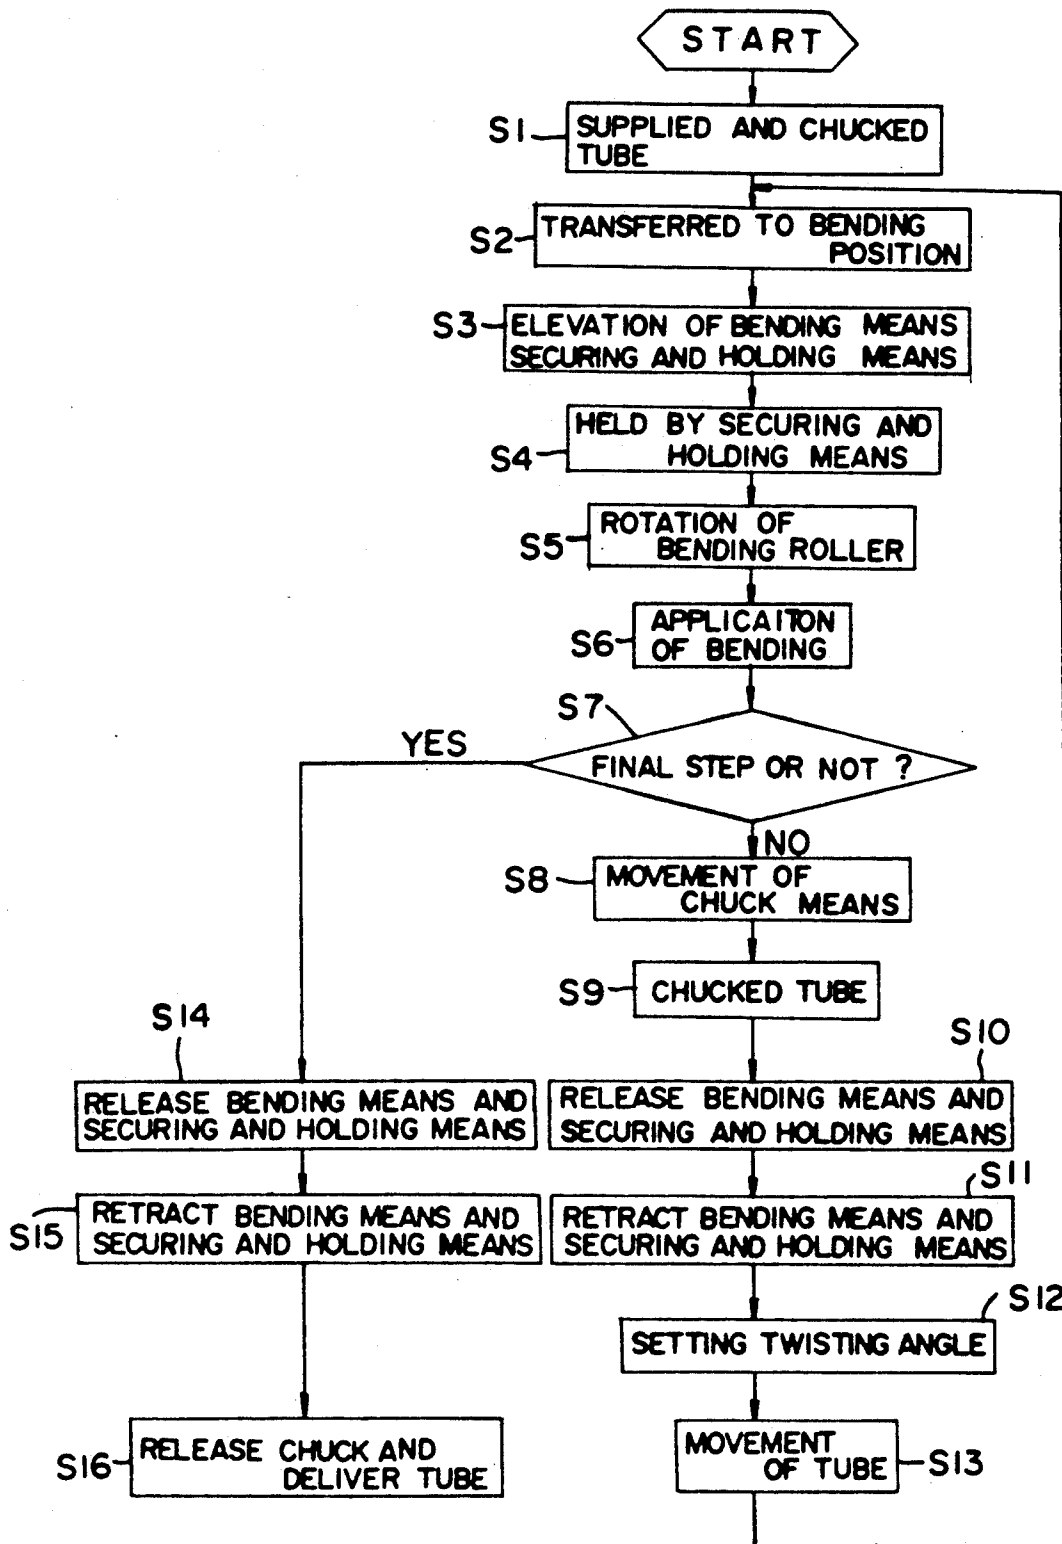 START
S1
SUPPLIED AND CHUCKED
TUBE
S2
TRANSFERRED TO BENDING
POSITION
S3
ELEVATION OF BENDING MEANS
SECURING AND HOLDING MEANS
S4
HELD BY SECURING AND
HOLDING MEANS
S5
ROTATION OF
BENDING ROLLER
S6
APPLICAITON
OF BENDING
S7
YES
FINAL STEP OR NOT ?
NO
S8
MOVEMENT OF
CHUCK MEANS
S9
CHUCKED TUBE
S14
RELEASE BENDING MEANS AND
SECURING AND HOLDING MEANS
S10
RELEASE BENDING MEANS AND
SECURING AND HOLDING MEANS
S15
RETRACT BENDING MEANS AND
SECURING AND HOLDING MEANS
S11
RETRACT BENDING MEANS AND
SECURING AND HOLDING MEANS
S12
SETTING TWISTING ANGLE
S16
RELEASE CHUCK AND
DELIVER TUBE
MOVEMENT
OF TUBE
S13